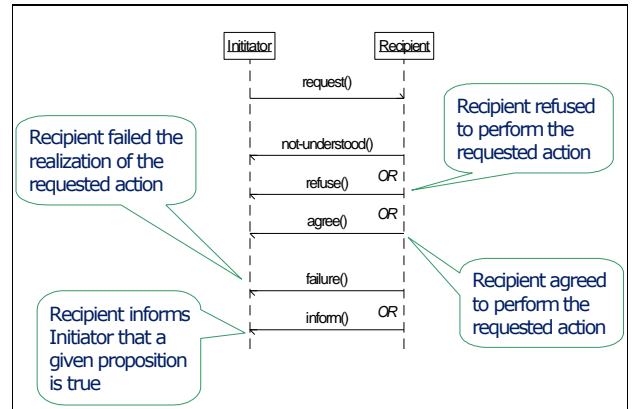 Inititator
Recipient
request()
Recipient refused
to perform the
requested action
Recipient failed the
realization of the
requested action
not-understood()
OR
refuse()
OR
agree()
Recipient agreed
to perform the
requested action
failure()
OR
inform()
Recipient informs
Initiator that a
given proposition
is true